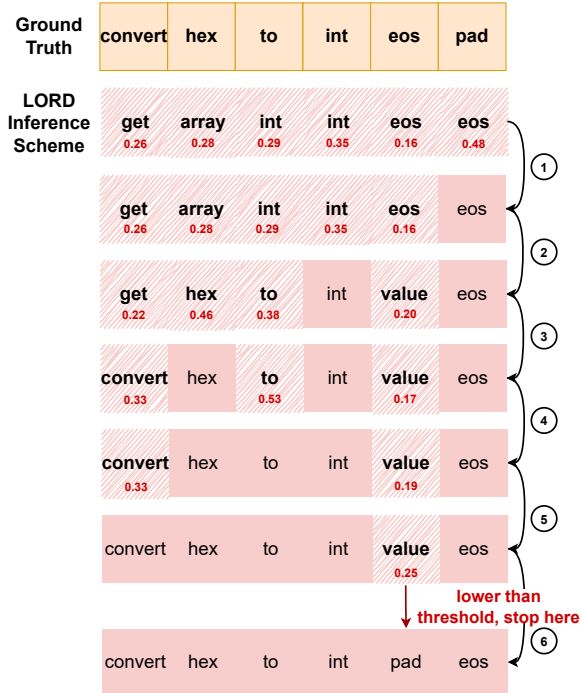 Ground Truth
convert hex to int eos pad
LORD Inference Scheme
get array int int eos eos
0.26 0.28 0.29 0.35 0.16 0.48
1
get array int int eos eos
0.26 0.28 0.29 0.35 0.16
2
get hex to int value eos
0.22 0.46 0.38 0.20
3
convert hex to int value eos
0.33 0.53 0.17
4
convert hex to int value eos
0.33 0.19
5
convert hex to int value eos
0.25
lower than
threshold, stop here
6
convert hex to int pad eos